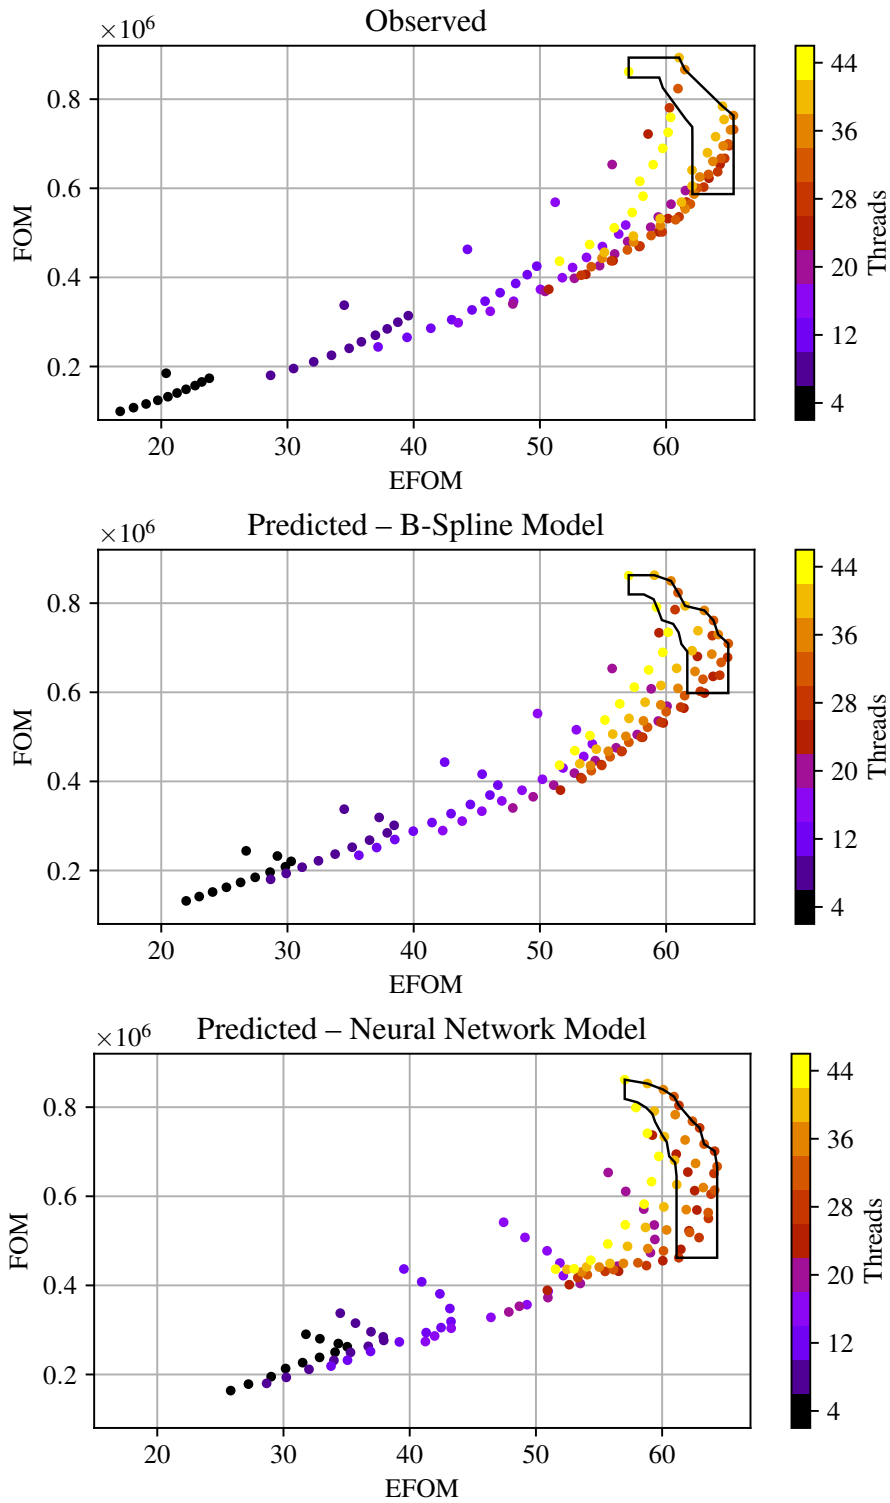 Observed
×10⁶
0.8
0.6
0.4
0.2
FOM
20 30 40 50 60
EFOM
44
36
28
20
12
4
Threads
Predicted – B-Spline Model
×10⁶
0.8
0.6
0.4
0.2
FOM
20 30 40 50 60
EFOM
44
36
28
20
12
4
Threads
Predicted – Neural Network Model
×10⁶
0.8
0.6
0.4
0.2
FOM
20 30 40 50 60
EFOM
44
36
28
20
12
4
Threads